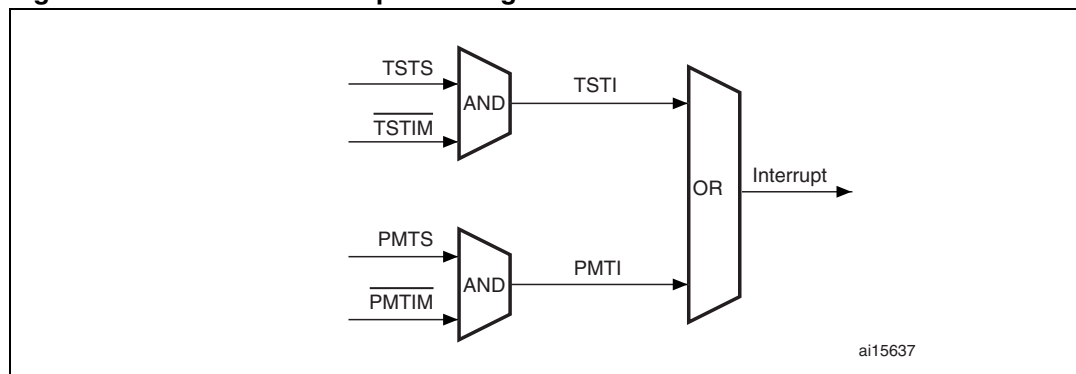 TSTS
TSTIM
AND
TSTI
OR
Interrupt
PMTS
PMTIM
AND
PMTI
ai15637